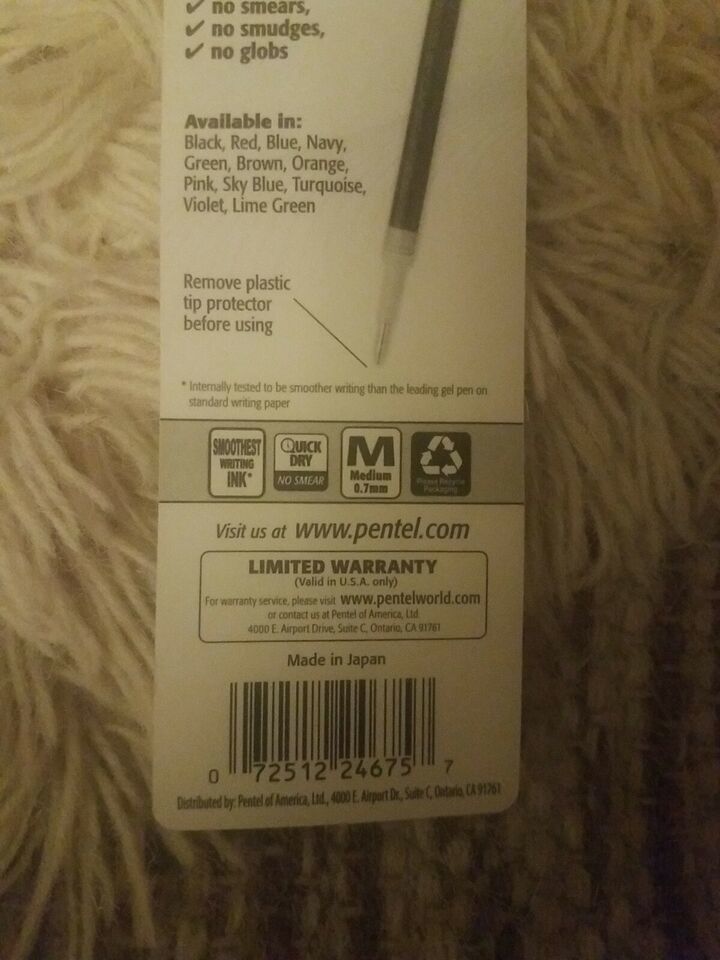 ✔ no smears,
✔ no smudges,
✔ no globs
Available in:
Black, Red, Blue, Navy,
Green, Brown, Orange,
Pink, Sky Blue, Turquoise,
Violet, Lime Green
Remove plastic
tip protector
before using
* Internally tested to be smoother writing than the leading gel pen on
standard writing paper
SMOOTHEST
WRITING
INK*
QUICK
DRY
NO SMEAR
M
Medium
0.7mm
Please Recycle
Packaging
Visit us at www.pentel.com
LIMITED WARRANTY
(Valid in U.S.A. only)
For warranty service, please visit www.pentelworld.com
or contact us at Pentel of America, Ltd
4000 E. Airport Drive, Suite C, Ontario, CA 91761
Made in Japan
0 72512 24675 7
Distributed by: Pentel of America, Ltd., 4000 E. Airport Dr., Suite C, Ontario, CA 91761